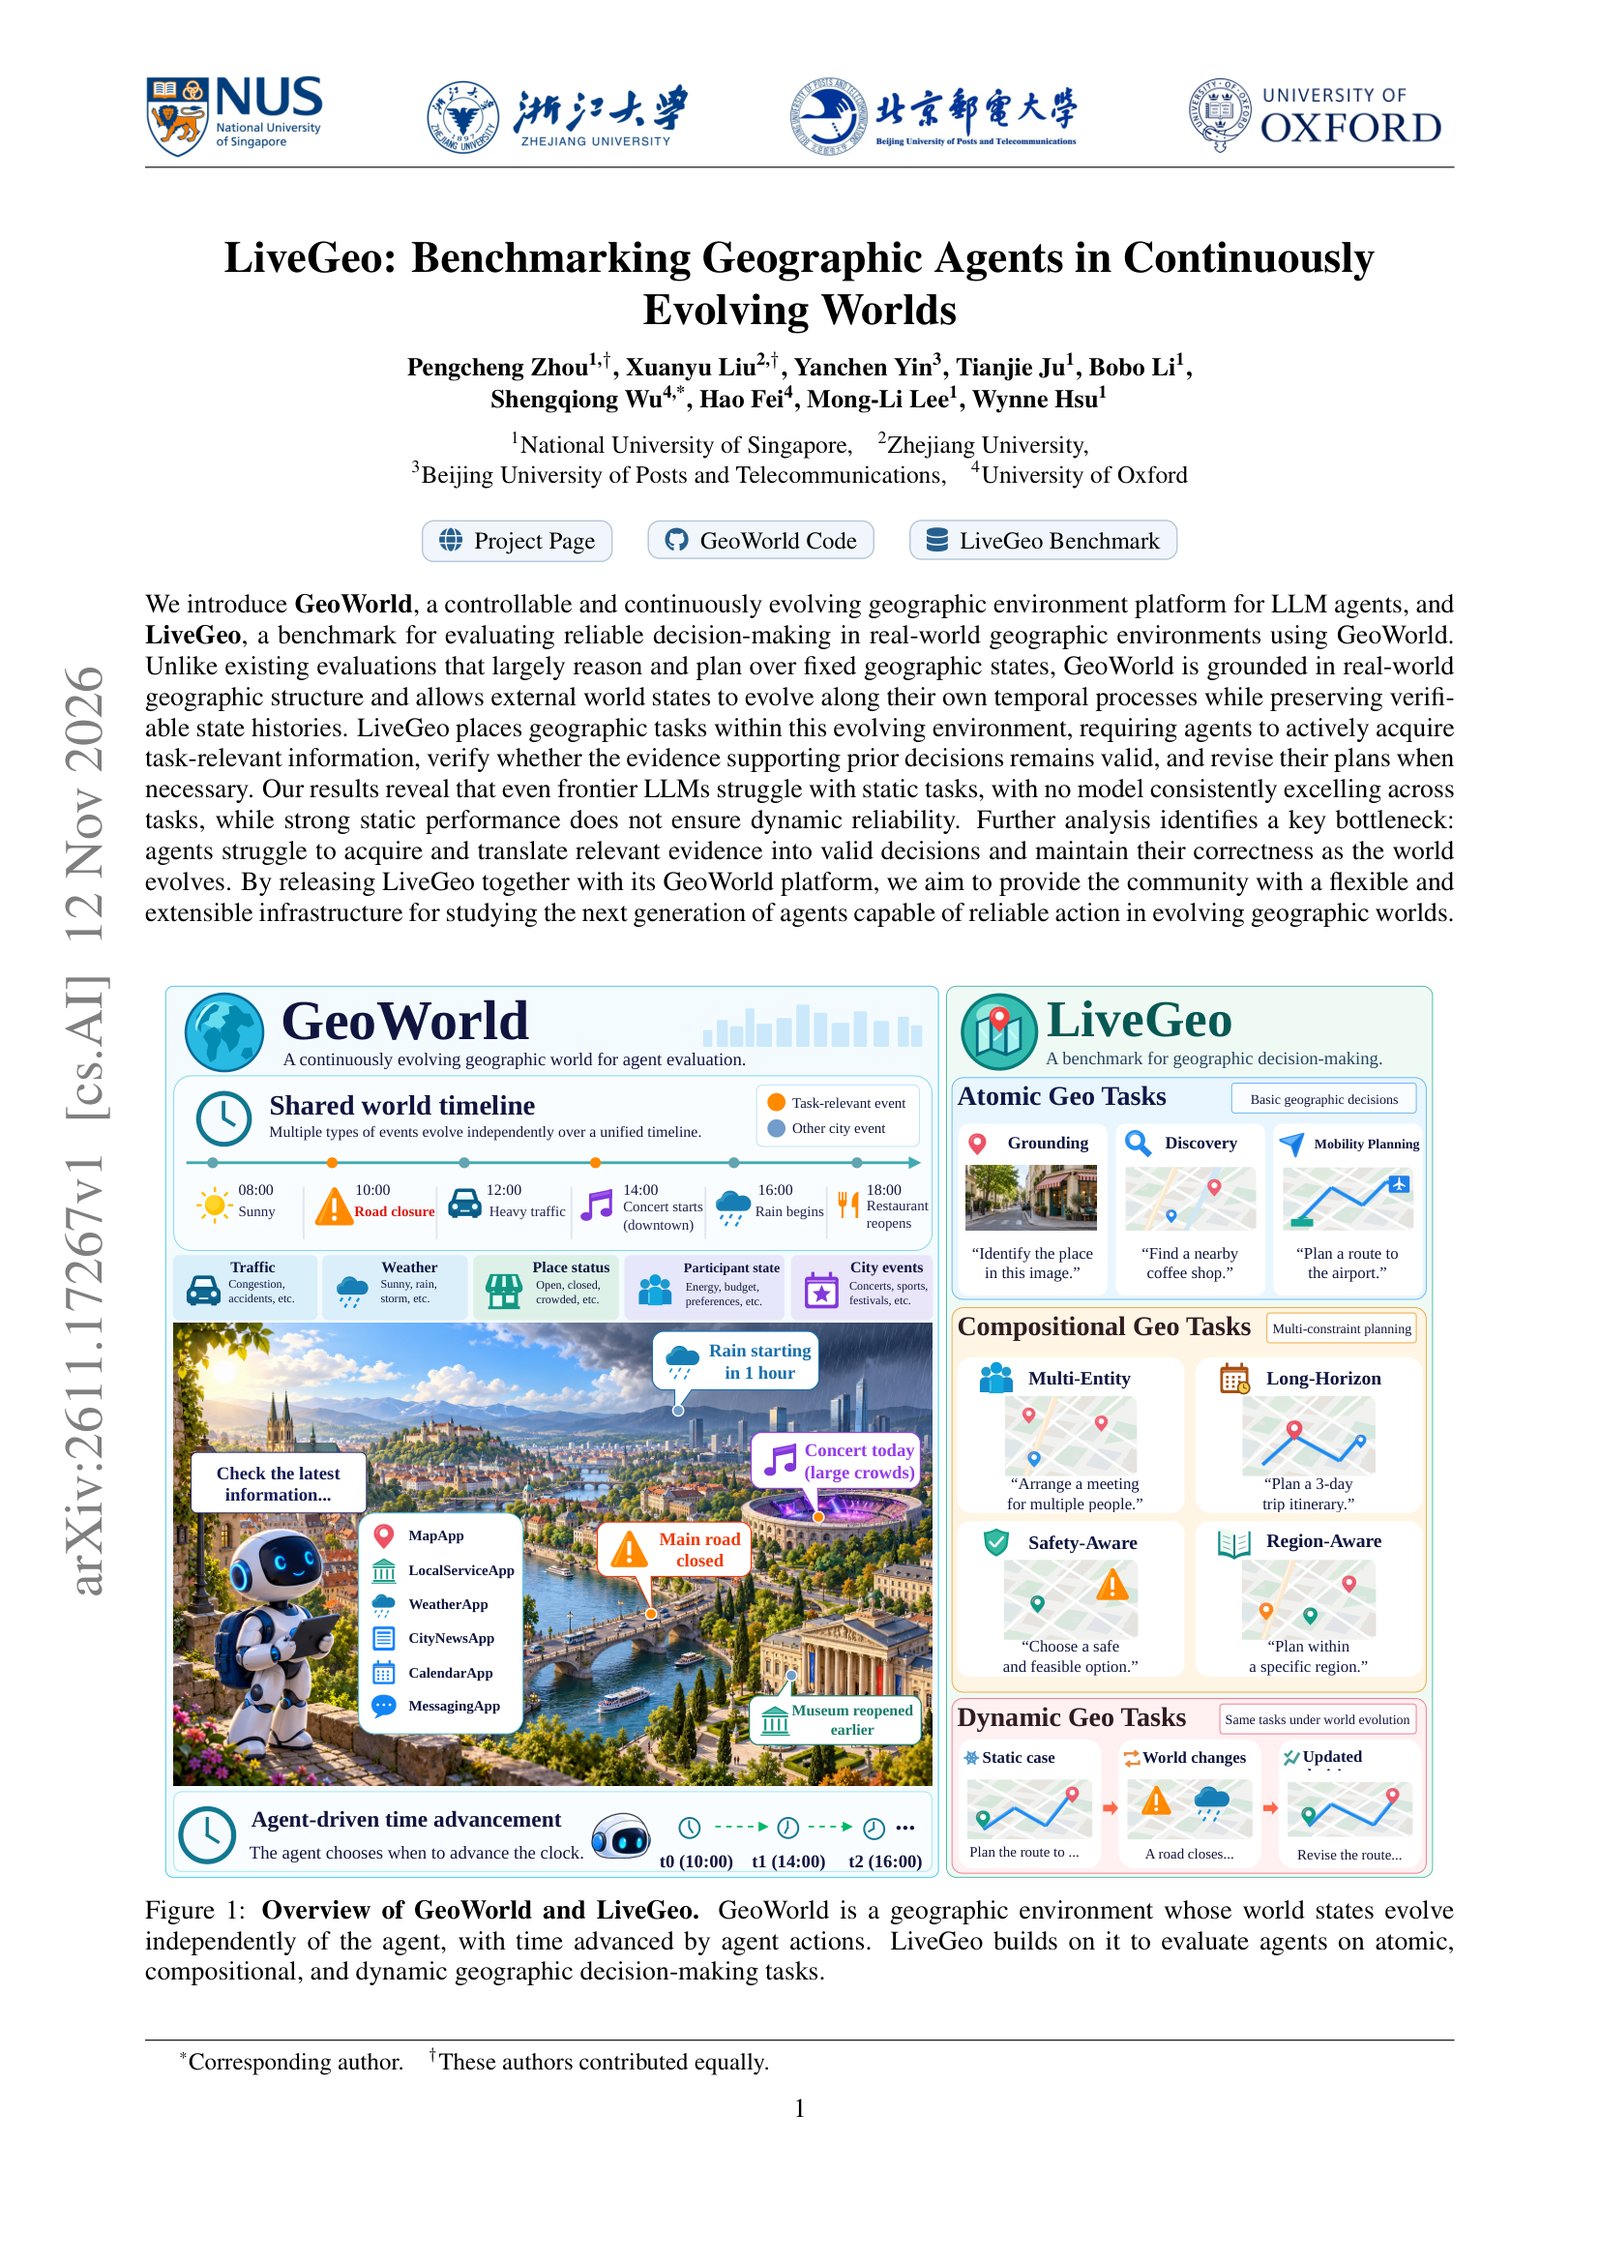 NUS
National University
of Singapore
浙江大学
ZHEJIANG UNIVERSITY
1897
北京郵電大學
Beijing University of Posts and Telecommunications
UNIVERSITY OF
OXFORD
LiveGeo: Benchmarking Geographic Agents in Continuously
Evolving Worlds
Pengcheng Zhou1,†, Xuanyu Liu2,†, Yanchen Yin3, Tianjie Ju1, Bobo Li1,
Shengqiong Wu4,*, Hao Fei4, Mong-Li Lee1, Wynne Hsu1
1National University of Singapore, 2Zhejiang University,
3Beijing University of Posts and Telecommunications, 4University of Oxford
Project Page
GeoWorld Code
LiveGeo Benchmark
We introduce GeoWorld, a controllable and continuously evolving geographic environment platform for LLM agents, and
LiveGeo, a benchmark for evaluating reliable decision-making in real-world geographic environments using GeoWorld.
Unlike existing evaluations that largely reason and plan over fixed geographic states, GeoWorld is grounded in real-world
geographic structure and allows external world states to evolve along their own temporal processes while preserving verifi-
able state histories. LiveGeo places geographic tasks within this evolving environment, requiring agents to actively acquire
task-relevant information, verify whether the evidence supporting prior decisions remains valid, and revise their plans when
necessary. Our results reveal that even frontier LLMs struggle with static tasks, with no model consistently excelling across
tasks, while strong static performance does not ensure dynamic reliability. Further analysis identifies a key bottleneck:
agents struggle to acquire and translate relevant evidence into valid decisions and maintain their correctness as the world
evolves. By releasing LiveGeo together with its GeoWorld platform, we aim to provide the community with a flexible and
extensible infrastructure for studying the next generation of agents capable of reliable action in evolving geographic worlds.
arXiv:2611.17267v1 [cs.AI] 12 Nov 2026
GeoWorld
A continuously evolving geographic world for agent evaluation.
Shared world timeline
Multiple types of events evolve independently over a unified timeline.
Task-relevant event
Other city event
08:00
Sunny
10:00
Road closure
12:00
Heavy traffic
14:00
Concert starts
(downtown)
16:00
Rain begins
18:00
Restaurant
reopens
Traffic
Congestion,
accidents, etc.
Weather
Sunny, rain,
storm, etc.
Place status
Open, closed,
crowded, etc.
Participant state
Energy, budget,
preferences, etc.
City events
Concerts, sports,
festivals, etc.
Rain starting
in 1 hour
Concert today
(large crowds)
Check the latest
information...
Main road
closed
MapApp
LocalServiceApp
WeatherApp
CityNewsApp
CalendarApp
MessagingApp
Museum reopened
earlier
Agent-driven time advancement
The agent chooses when to advance the clock.
t0 (10:00) t1 (14:00) t2 (16:00)
...
LiveGeo
A benchmark for geographic decision-making.
Atomic Geo Tasks
Basic geographic decisions
Grounding
“Identify the place
in this image.”
Discovery
“Find a nearby
coffee shop.”
Mobility Planning
“Plan a route to
the airport.”
Compositional Geo Tasks
Multi-constraint planning
Multi-Entity
“Arrange a meeting
for multiple people.”
Long-Horizon
“Plan a 3-day
trip itinerary.”
Safety-Aware
“Choose a safe
and feasible option.”
Region-Aware
“Plan within
a specific region.”
Dynamic Geo Tasks
Same tasks under world evolution
Static case
Plan the route to ...
World changes
A road closes...
Updated
Revise the route...
Figure 1: Overview of GeoWorld and LiveGeo. GeoWorld is a geographic environment whose world states evolve
independently of the agent, with time advanced by agent actions. LiveGeo builds on it to evaluate agents on atomic,
compositional, and dynamic geographic decision-making tasks.
*Corresponding author. †These authors contributed equally.
1